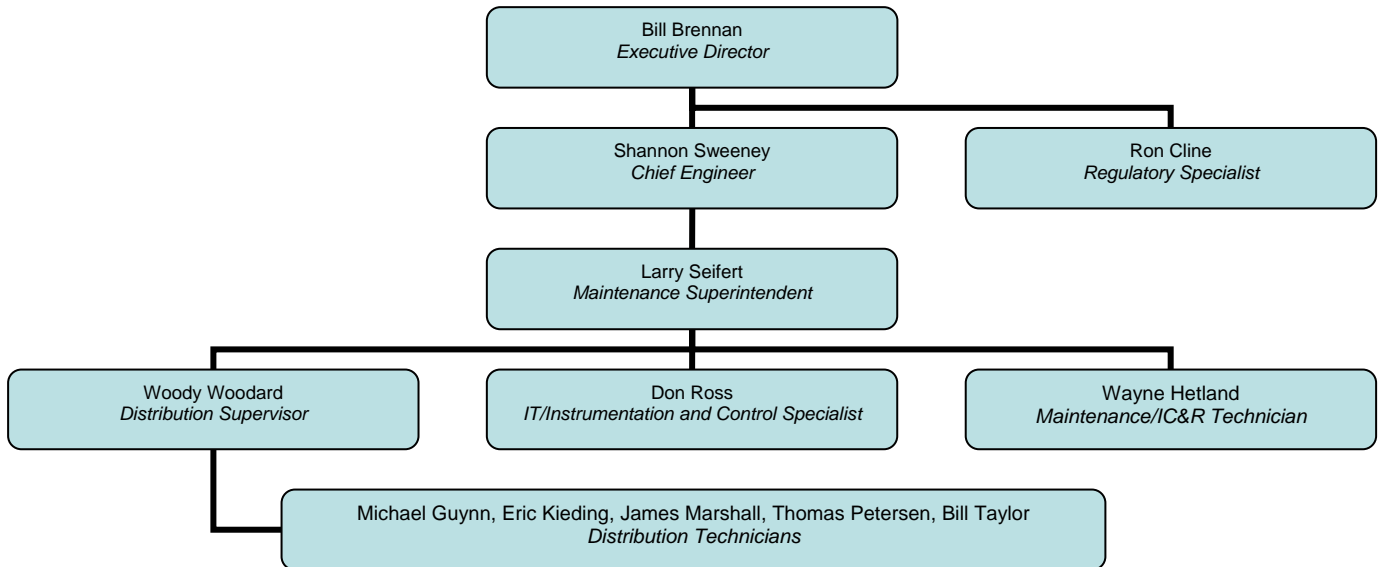 Bill Brennan
Executive Director
Shannon Sweeney
Chief Engineer
Ron Cline
Regulatory Specialist
Larry Seifert
Maintenance Superintendent
Woody Woodard
Distribution Supervisor
Don Ross
IT/Instrumentation and Control Specialist
Wayne Hetland
Maintenance/IC&R Technician
Michael Guynn, Eric Kieding, James Marshall, Thomas Petersen, Bill Taylor
Distribution Technicians